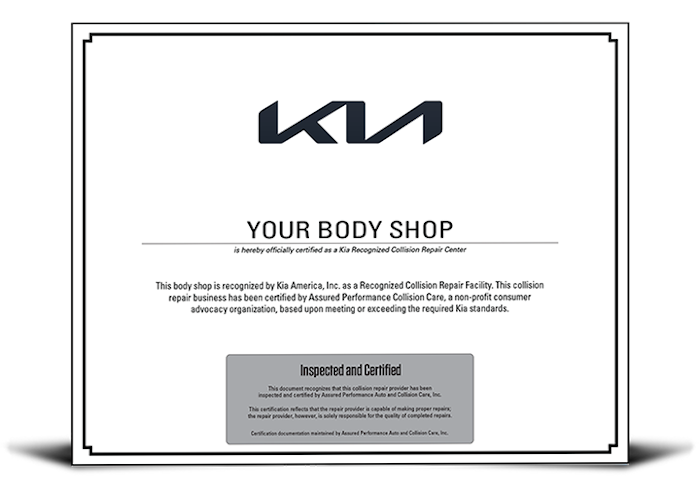 KIA
YOUR BODY SHOP
is hereby officially certified as a Kia Recognized Collision Repair Center
This body shop is recognized by Kia America, Inc. as a Recognized Collision Repair Facility. This collision
repair business has been certified by Assured Performance Collision Care, a non-profit consumer
advocacy organization, based upon meeting or exceeding the required Kia standards.
Inspected and Certified
This document recognizes that this collision repair provider has been
inspected and certified by Assured Performance Auto and Collision Care, Inc.
This certification reflects that the repair provider is capable of making proper repairs;
the repair provider, however, is solely responsible for the quality of completed repairs.
Certification documentation maintained by Assured Performance Auto and Collision Care, Inc.